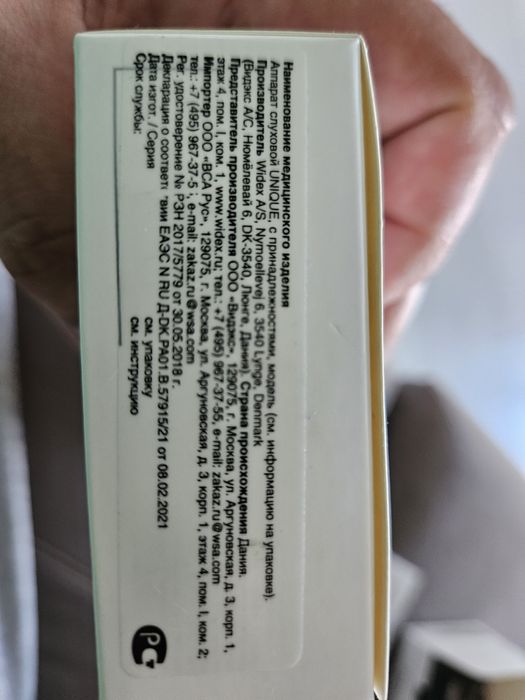 Наименование медицинского изделия
Аппарат слуховой UNIQUE, с принадлежностями, модель (см. информацию на упаковке).
Производитель Widex A/S, Nymoellevej 6, 3540 Lynge, Denmark
(Видэкс А/С, Нюмёлевай 6, DK-3540, Люнге, Дания). Страна происхождения Дания.
Представитель производителя ООО «Видэкс», 129075, г. Москва, ул. Аргуновская, д. 3, корп. 1,
этаж 4, пом. I, ком. 1, www.widex.ru; тел.: +7 (495) 967-37-55, e-mail: zakaz.ru@wsa.com
Импортер ООО «ВСА Рус», 129075, г. Москва, ул. Аргуновская, д. 3, корп. 1, этаж 4, пом. I, ком. 2;
тел.: +7 (495) 967-37-5 ; e-mail: zakaz.ru@wsa.com
Рег. удостоверение № РЗН 2017/5779 от 30.05.2018 г.
Декларация о соответ твии ЕАЭС N RU Д-DK.РА01.В.57915/21 от 08.02.2021
Дата изгот. / Серия см. упаковку
Срок службы: см. инструкцию